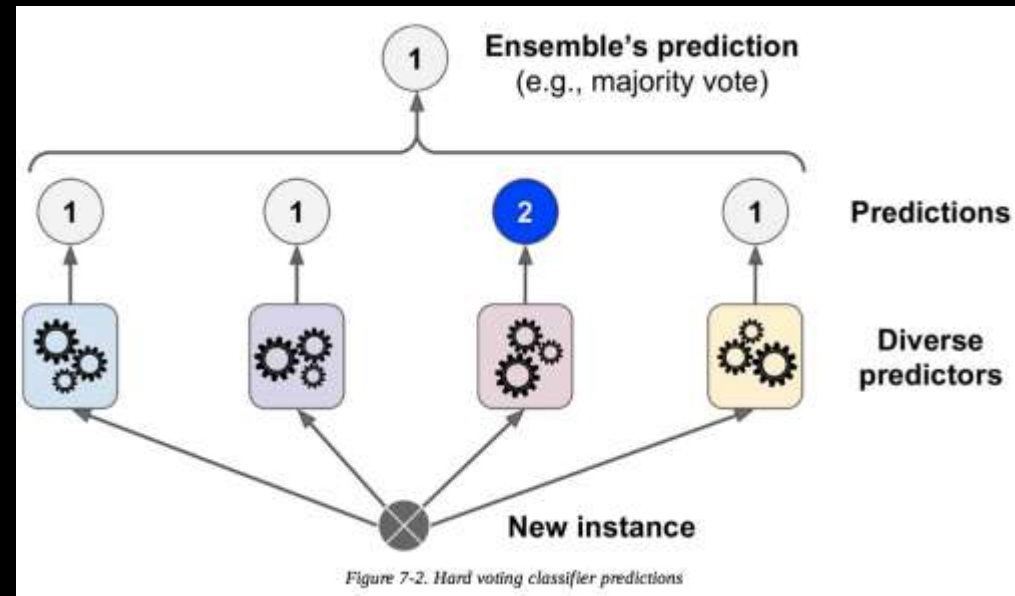 1
Ensemble's prediction
(e.g., majority vote)
1 1 2 1
Predictions
Diverse
predictors
New instance
Figure 7-2. Hard voting classifier predictions